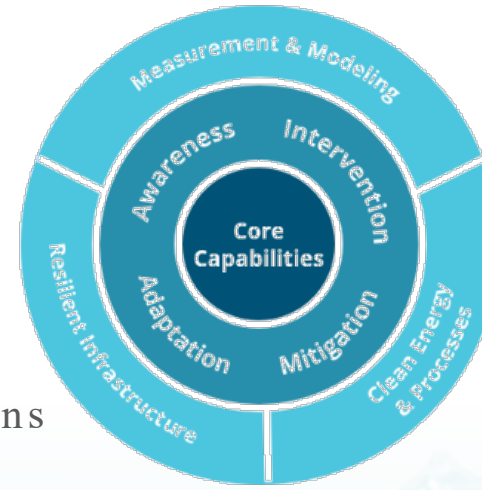 Measurement & Modeling
Awareness
Intervention
Core
Capabilities
Adaptation
Mitigation
Resilient Infrastructure
Clean Energy
& Processes
ns